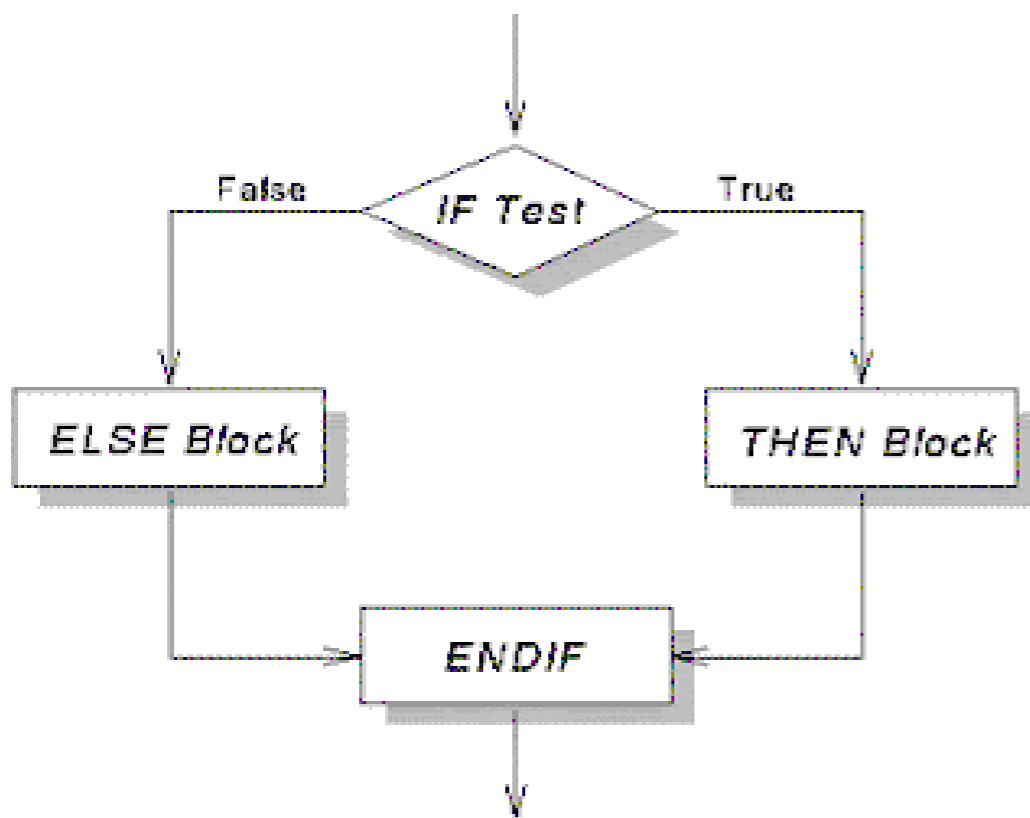 False
True
IF Test
ELSE Block
THEN Block
ENDIF